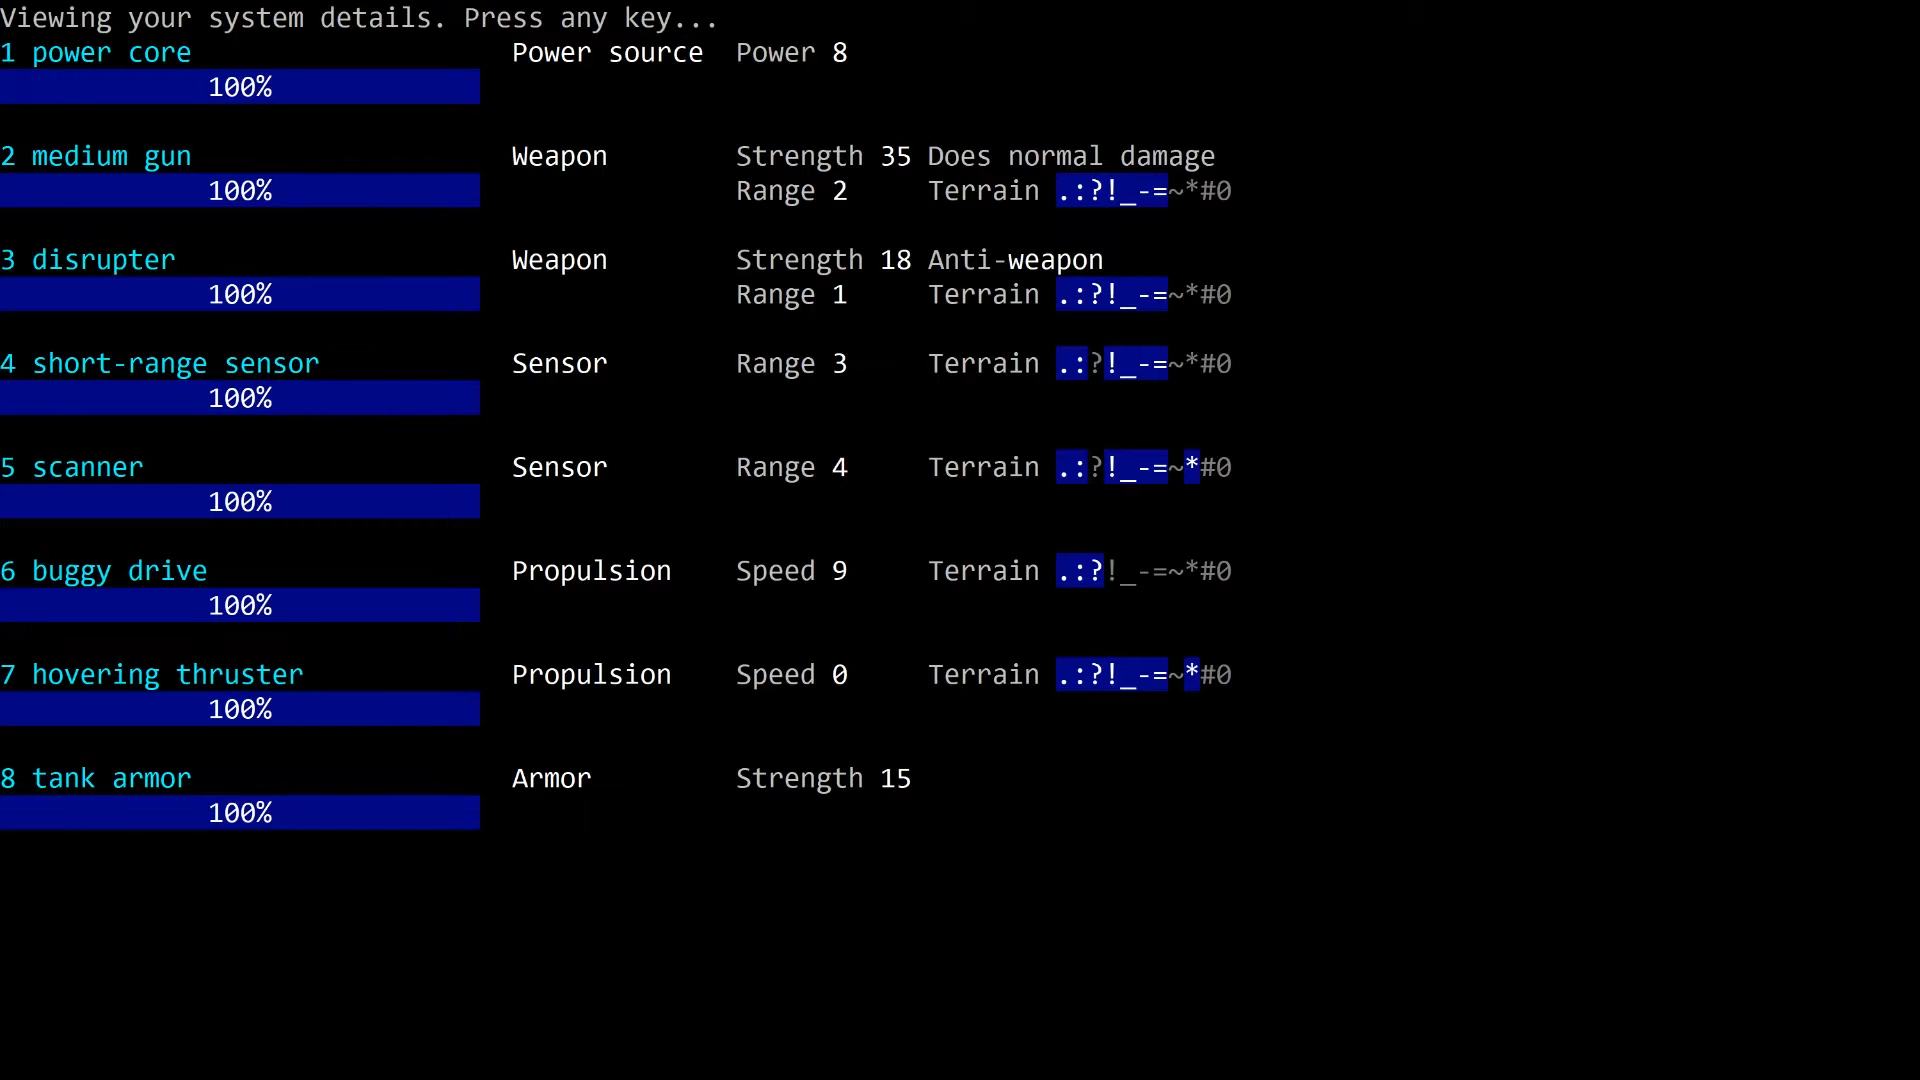 Viewing your system details. Press any key...
1 power core Power source Power 8
100%
2 medium gun Weapon Strength 35 Does normal damage
100% Range 2 Terrain .:?!_-=~*#0
3 disrupter Weapon Strength 18 Anti-weapon
100% Range 1 Terrain .:?!_-=~*#0
4 short-range sensor Sensor Range 3 Terrain .:?!_-=~*#0
100%
5 scanner Sensor Range 4 Terrain .:?!_-=~*#0
100%
6 buggy drive Propulsion Speed 9 Terrain .:?!_-=~*#0
100%
7 hovering thruster Propulsion Speed 0 Terrain .:?!_-=~*#0
100%
8 tank armor Armor Strength 15
100%